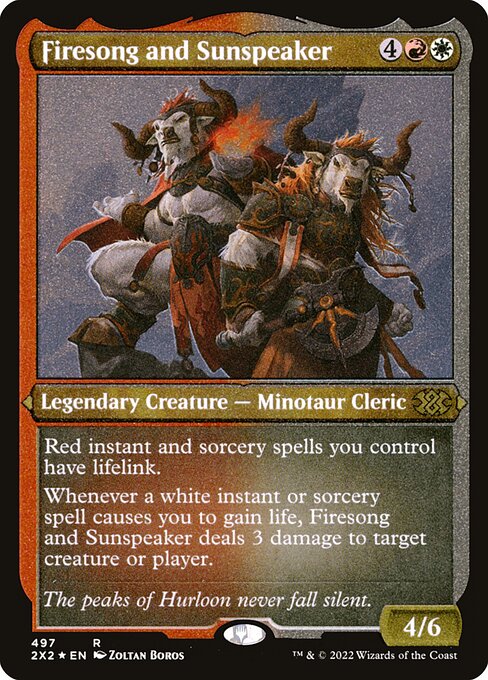 Firesong and Sunspeaker 4
Legendary Creature — Minotaur Cleric
Red instant and sorcery spells you control
have lifelink.
Whenever a white instant or sorcery
spell causes you to gain life, Firesong
and Sunspeaker deals 3 damage to target
creature or player.
The peaks of Hurloon never fall silent.
4/6
497 R
2X2 ★ EN Zoltan Boros
™ & © 2022 Wizards of the Coast